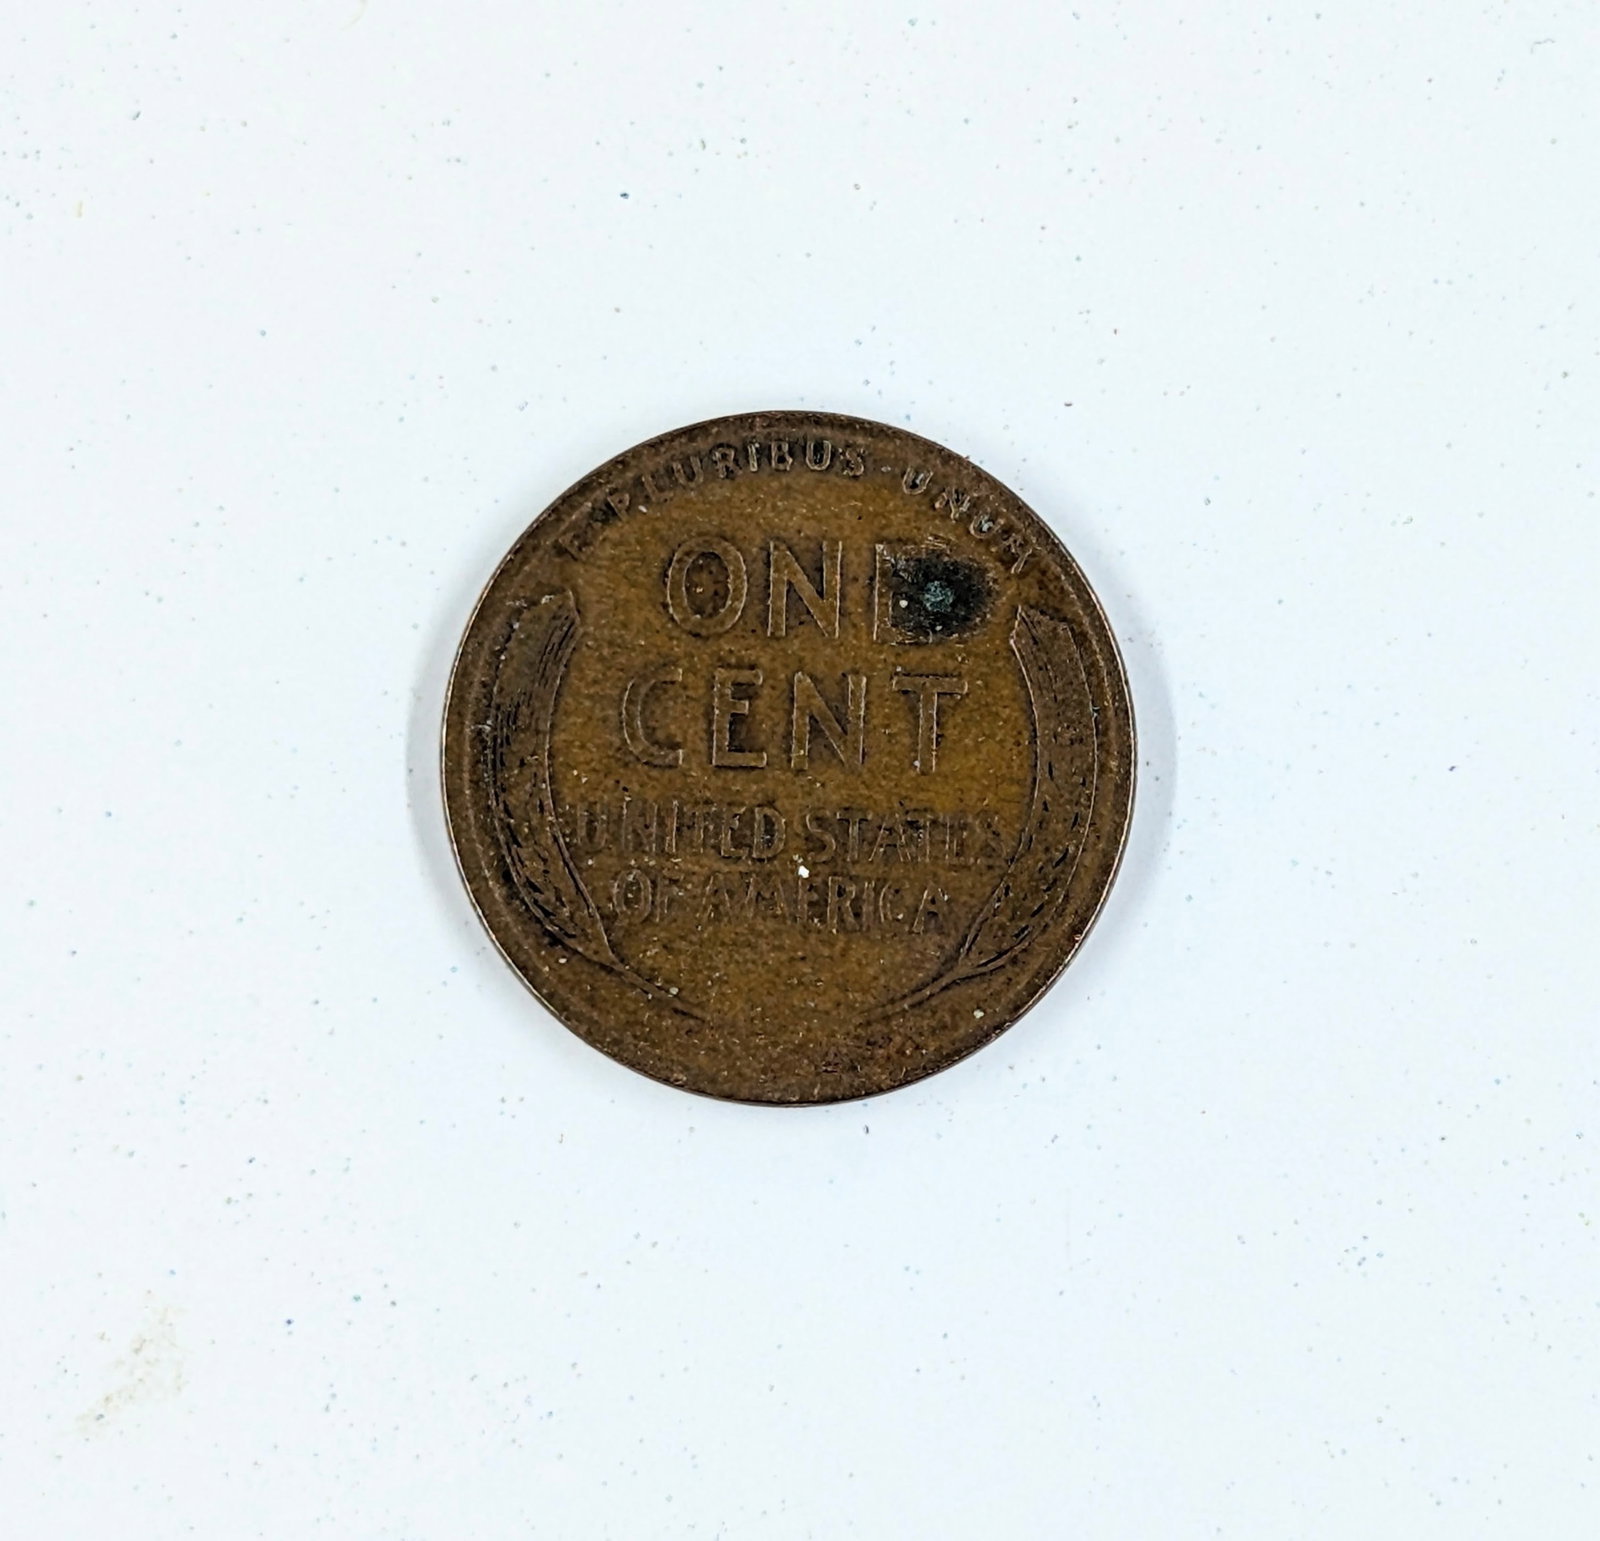 E PLURIBUS · UNUM
ONE
CENT
UNITED STATES
OF AMERICA